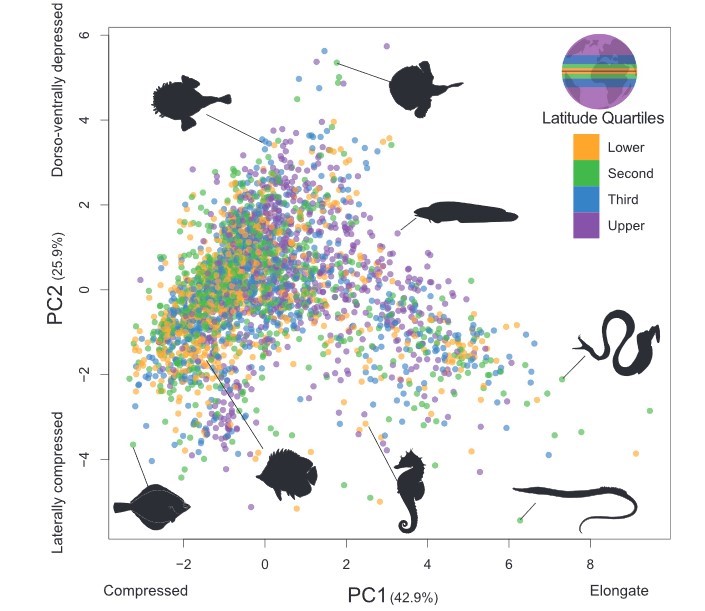 Dorso-ventrally depressed
PC2 (25.9%)
Laterally compressed
6
4
2
0
−2
−4
Latitude Quartiles
Lower
Second
Third
Upper
−2
0
2
4
6
8
Compressed
PC1 (42.9%)
Elongate